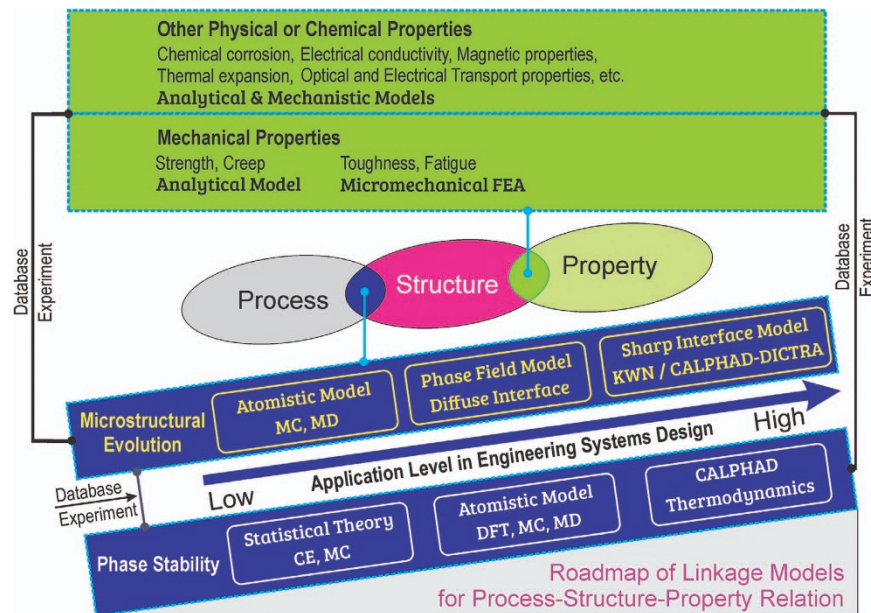 Other Physical or Chemical Properties
Chemical corrosion, Electrical conductivity, Magnetic properties,
Thermal expansion, Optical and Electrical Transport properties, etc.
Analytical & Mechanistic Models
Mechanical Properties
Strength, Creep
Analytical Model
Toughness, Fatigue
Micromechanical FEA
Database
Experiment
Database
Experiment
Process
Structure
Property
Microstructural
Evolution
Atomistic Model
MC, MD
Phase Field Model
Diffuse Interface
Sharp Interface Model
KWN / CALPHAD-DICTRA
Low
Application Level in Engineering Systems Design
High
Database
Experiment
Phase Stability
Statistical Theory
CE, MC
Atomistic Model
DFT, MC, MD
CALPHAD
Thermodynamics
Roadmap of Linkage Models
for Process-Structure-Property Relation